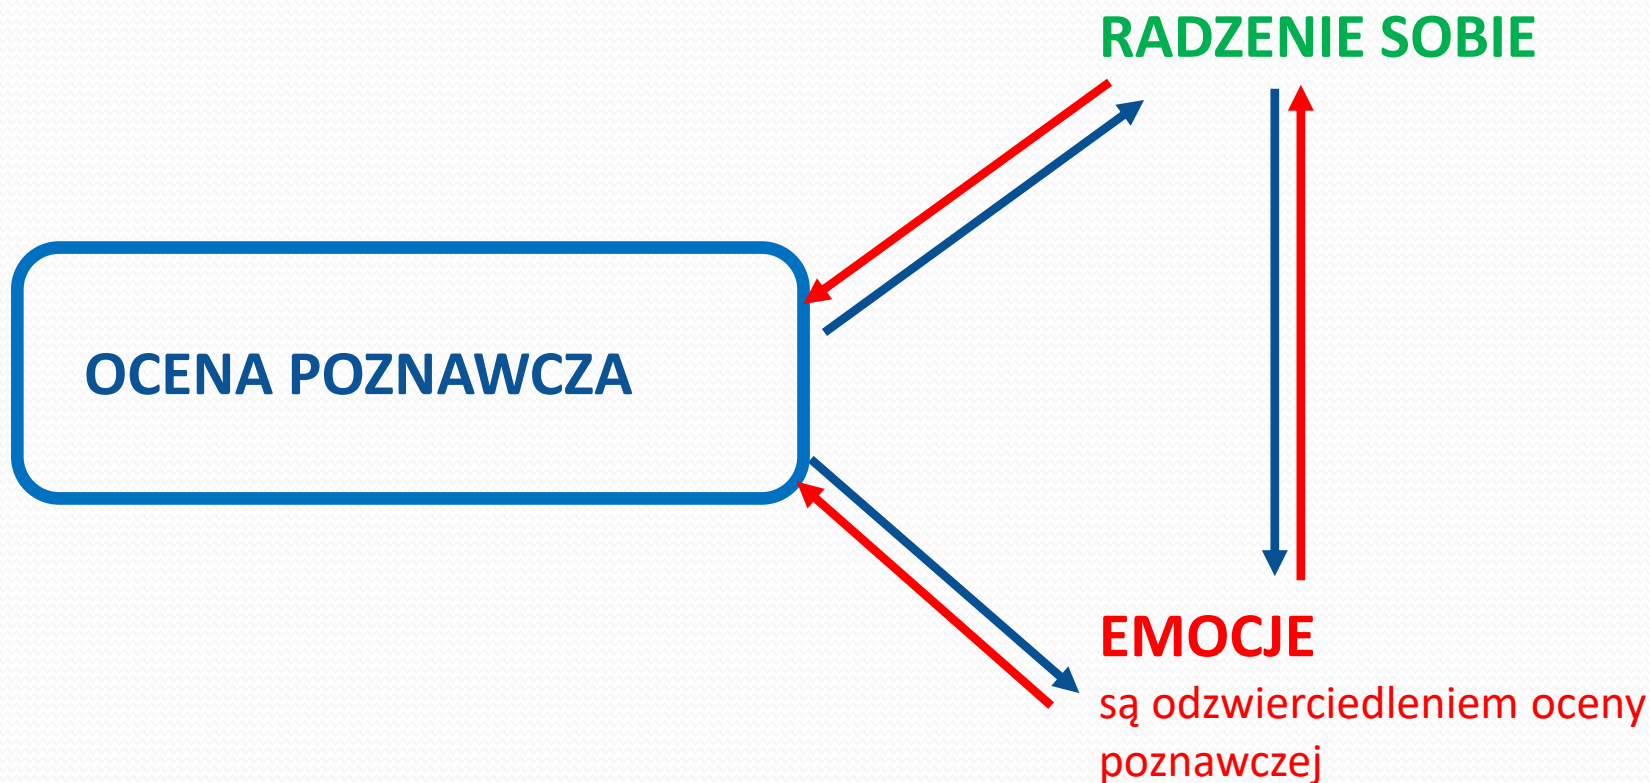 RADZENIE SOBIE
OCENA POZNAWCZA
EMOCJE
są odzwierciedleniem oceny
poznawczej